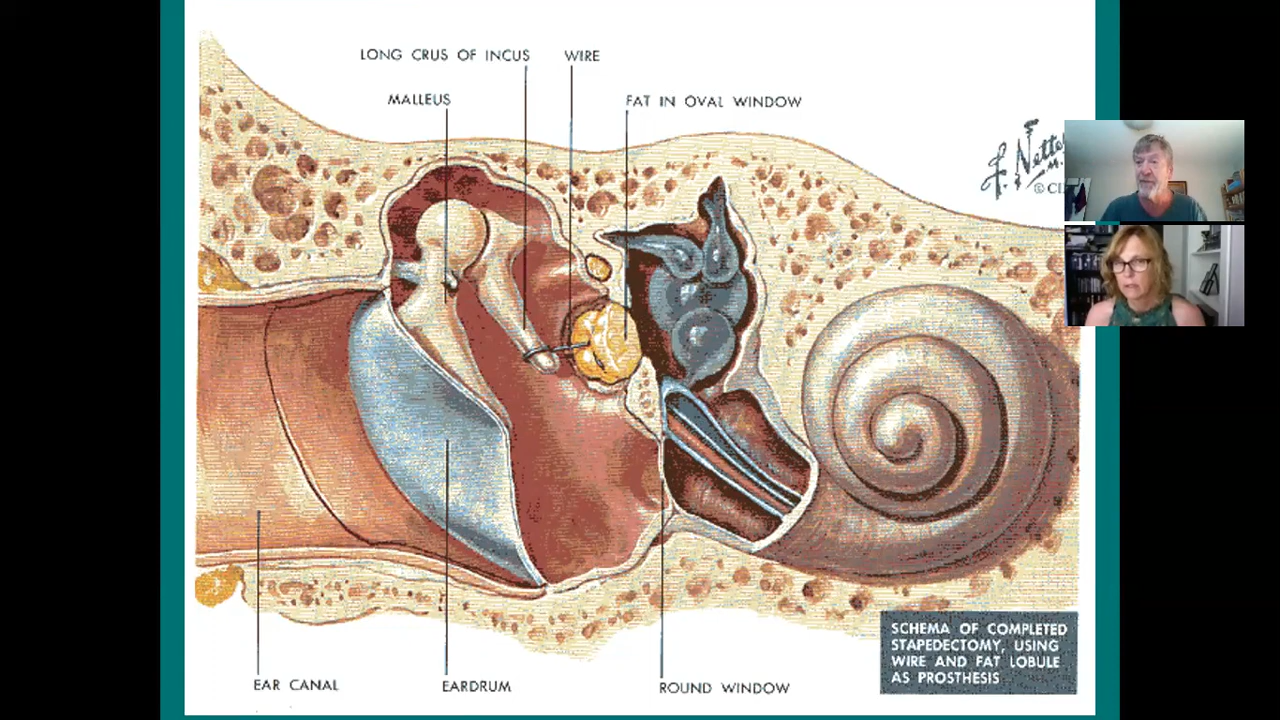 LONG CRUS OF INCUS
WIRE
MALLEUS
FAT IN OVAL WINDOW
EAR CANAL
EARDRUM
ROUND WINDOW
SCHEMA OF COMPLETED
STAPEDECTOMY, USING
WIRE AND FAT LOBULE
AS PROSTHESIS